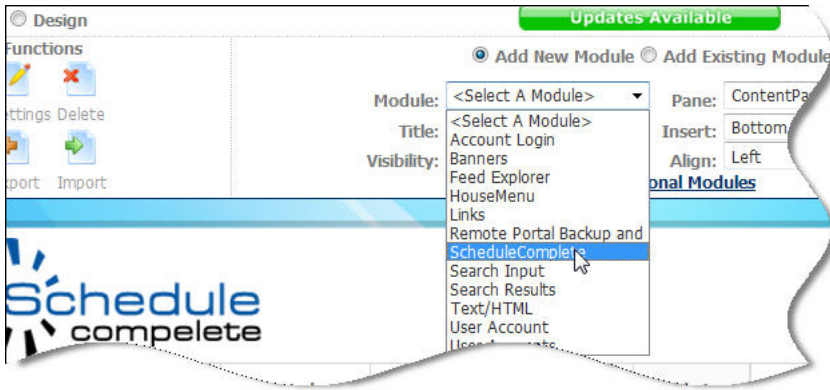 Design
Updates Available
Functions
Add New Module Add Existing Module
ttings Delete
Module: <Select A Module> Pane: ContentPa
Title: Insert: Bottom
Visibility: Align: Left
port Import
onal Modules
<Select A Module>
Account Login
Banners
Feed Explorer
HouseMenu
Links
Remote Portal Backup and
ScheduleComplete
Search Input
Search Results
Text/HTML
User Account
Schedule
compelete